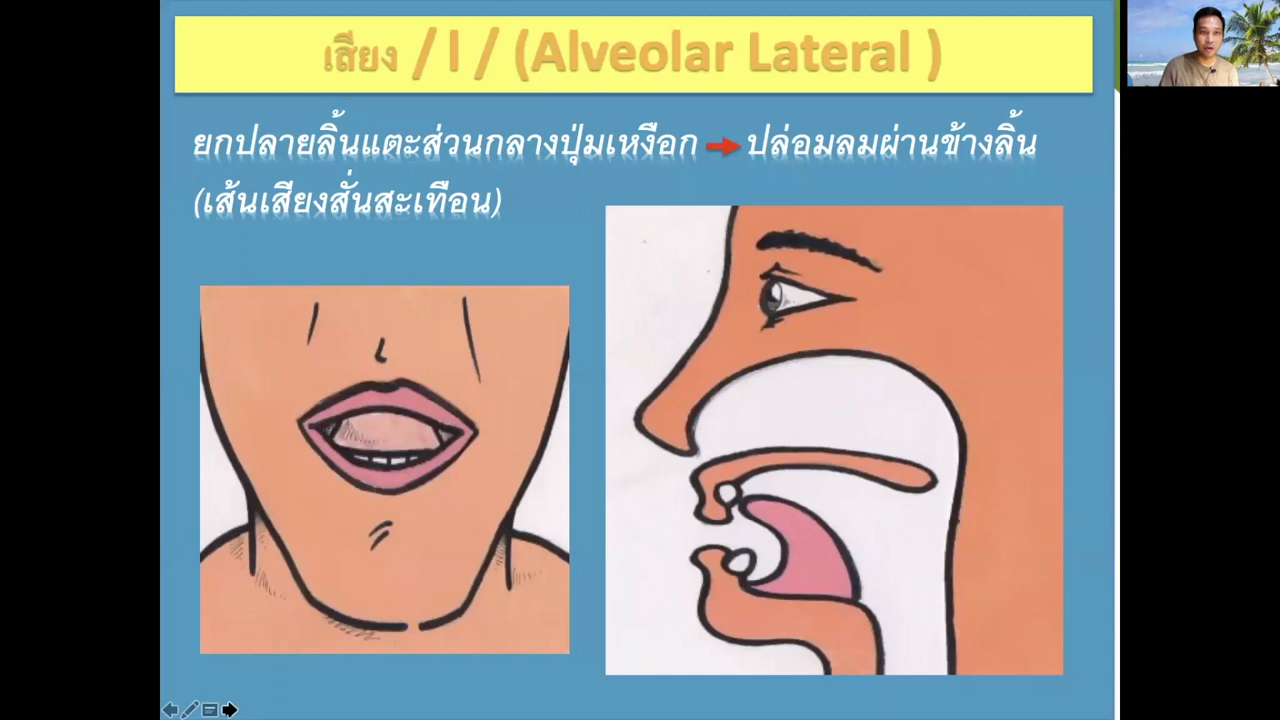 เสียง / l / (Alveolar Lateral )
ยกปลายลิ้นแตะส่วนกลางปุ่มเหงือก ➡ ปล่อมลมผ่านข้างลิ้น
(เส้นเสียงสั่นสะเทือน)